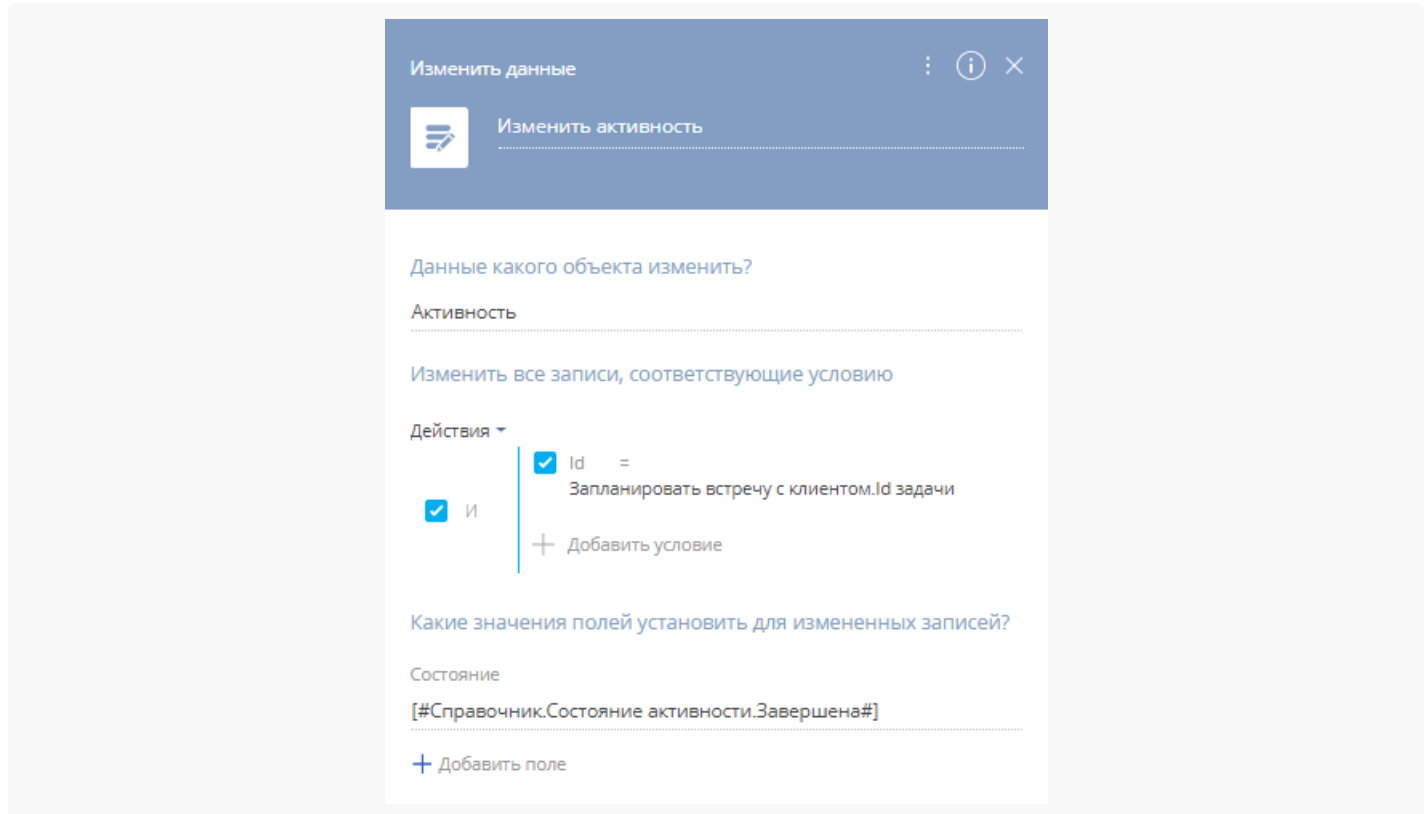 Изменить данные
Изменить активность
Данные какого объекта изменить?
Активность
Изменить все записи, соответствующие условию
Действия
Id =
Запланировать встречу с клиентом.Id задачи
И
Добавить условие
Какие значения полей установить для измененных записей?
Состояние
[#Справочник.Состояние активности.Завершена#]
Добавить поле